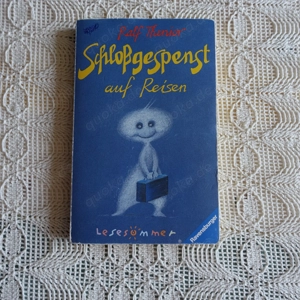 Schloßgespenst
auf Reisen
Lesesommer
Ravensburger